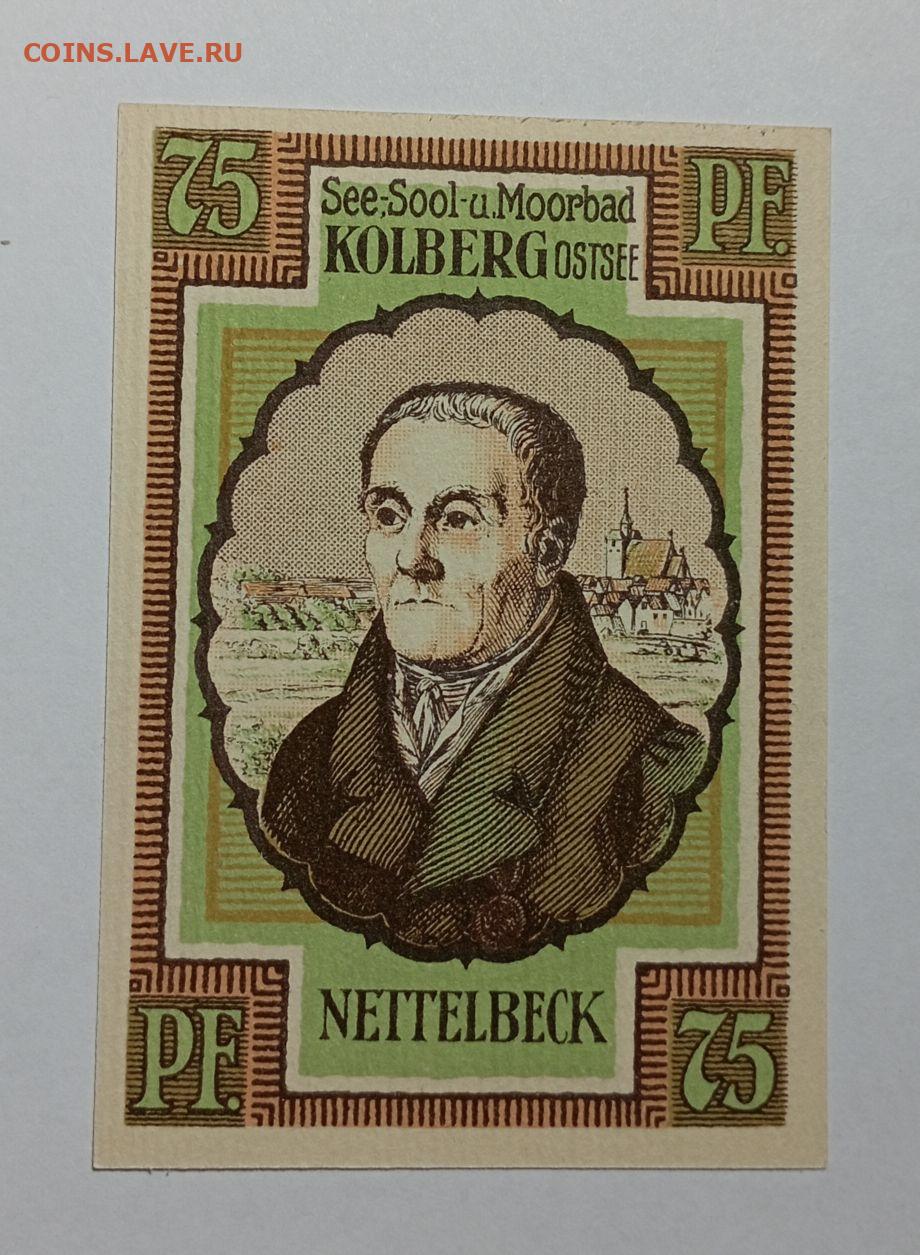 COINS.LAVE.RU
75
PF.
See,-Sool-u.Moorbad
KOLBERG OSTSEE
NETTELBECK
PF.
75